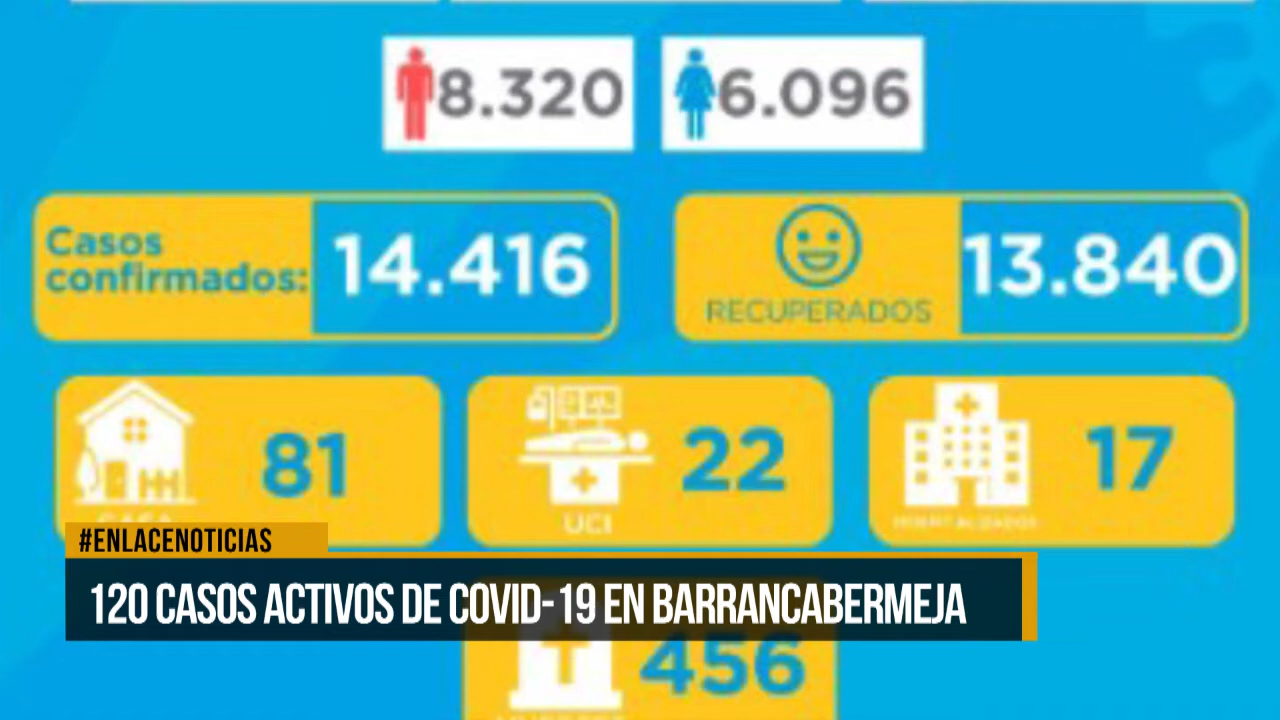 8.320
6.096
Casos
confirmados:
14.416
RECUPERADOS
13.840
81
22
UCI
17
HOSPITALIZADOS
#ENLACENOTICIAS
120 CASOS ACTIVOS DE COVID-19 EN BARRANCABERMEJA
456